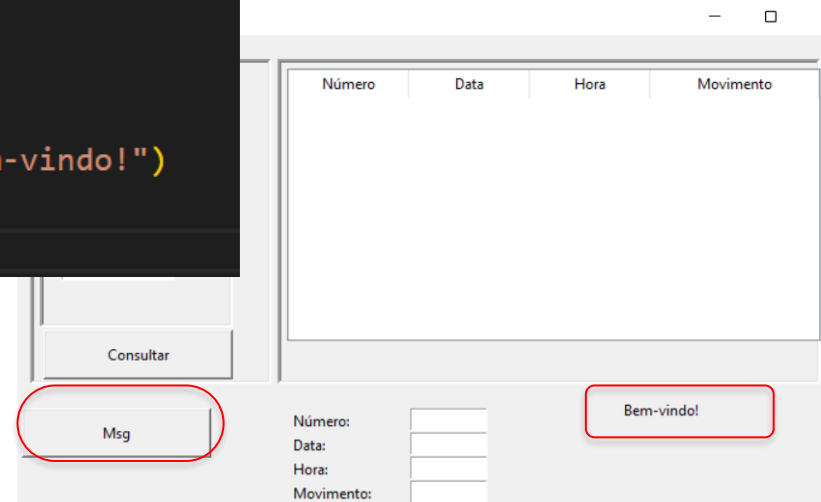 Número Data Hora Movimento
-vindo!")
Consultar
Msg
Bem-vindo!
Número:
Data:
Hora:
Movimento: